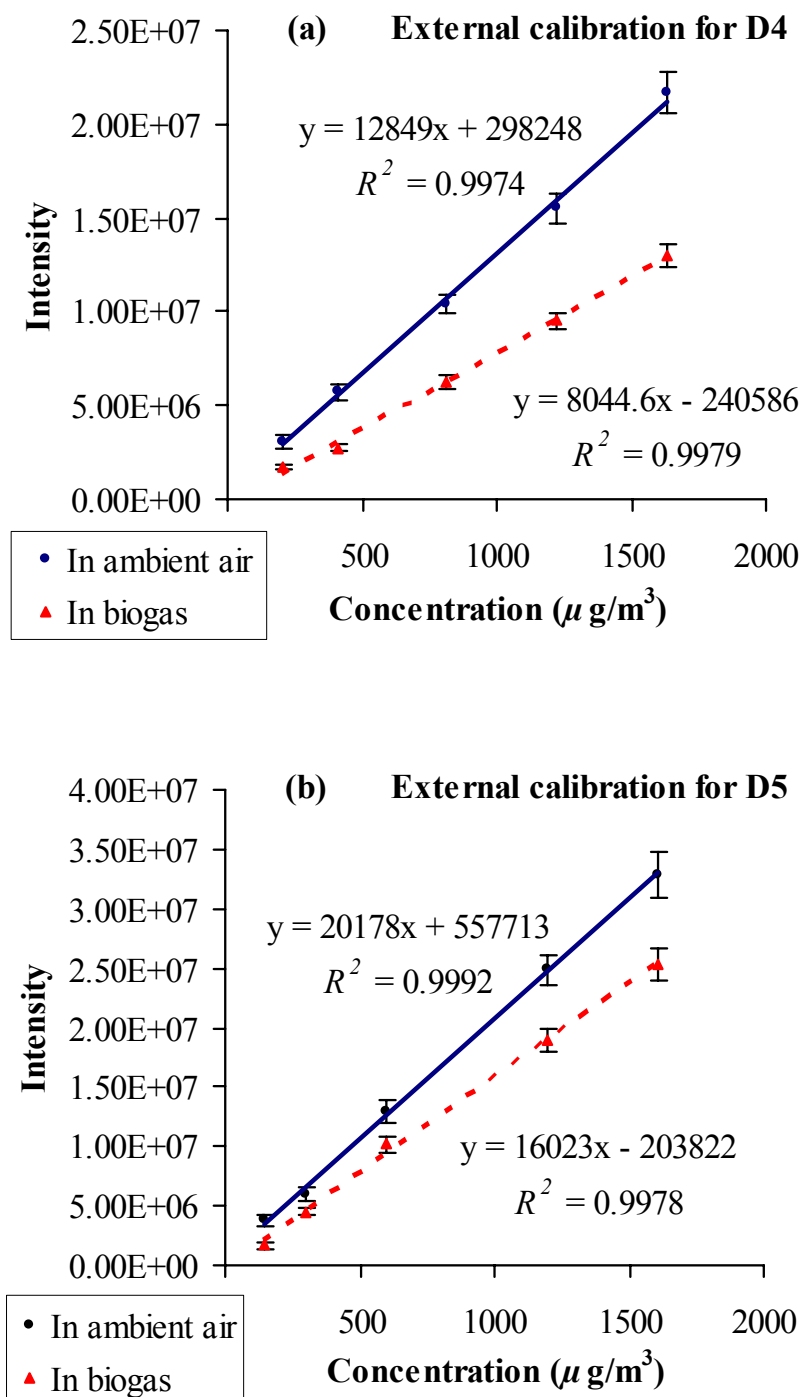 (a) External calibration for D4
2.50E+07
2.00E+07
1.50E+07
1.00E+07
5.00E+06
0.00E+00
Intensity
y = 12849x + 298248
R² = 0.9974
y = 8044.6x - 240586
R² = 0.9979
500 1000 1500 2000
Concentration (µ g/m³)
In ambient air
In biogas
(b) External calibration for D5
4.00E+07
3.50E+07
3.00E+07
2.50E+07
2.00E+07
1.50E+07
1.00E+07
5.00E+06
0.00E+00
Intensity
y = 20178x + 557713
R² = 0.9992
y = 16023x - 203822
R² = 0.9978
500 1000 1500 2000
Concentration (µ g/m³)
In ambient air
In biogas